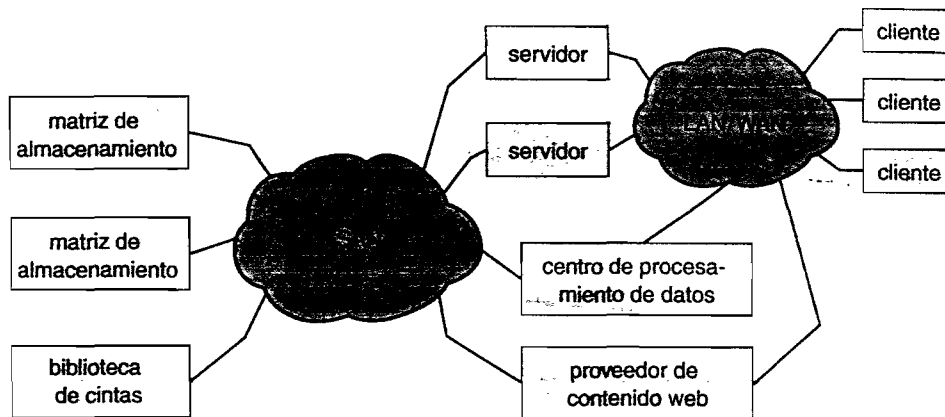 servidor
cliente
cliente
matriz de
almacenamiento
LAN/WAN
servidor
cliente
matriz de
almacenamiento
centro de procesa-
miento de datos
biblioteca
de cintas
proveedor de
contenido web